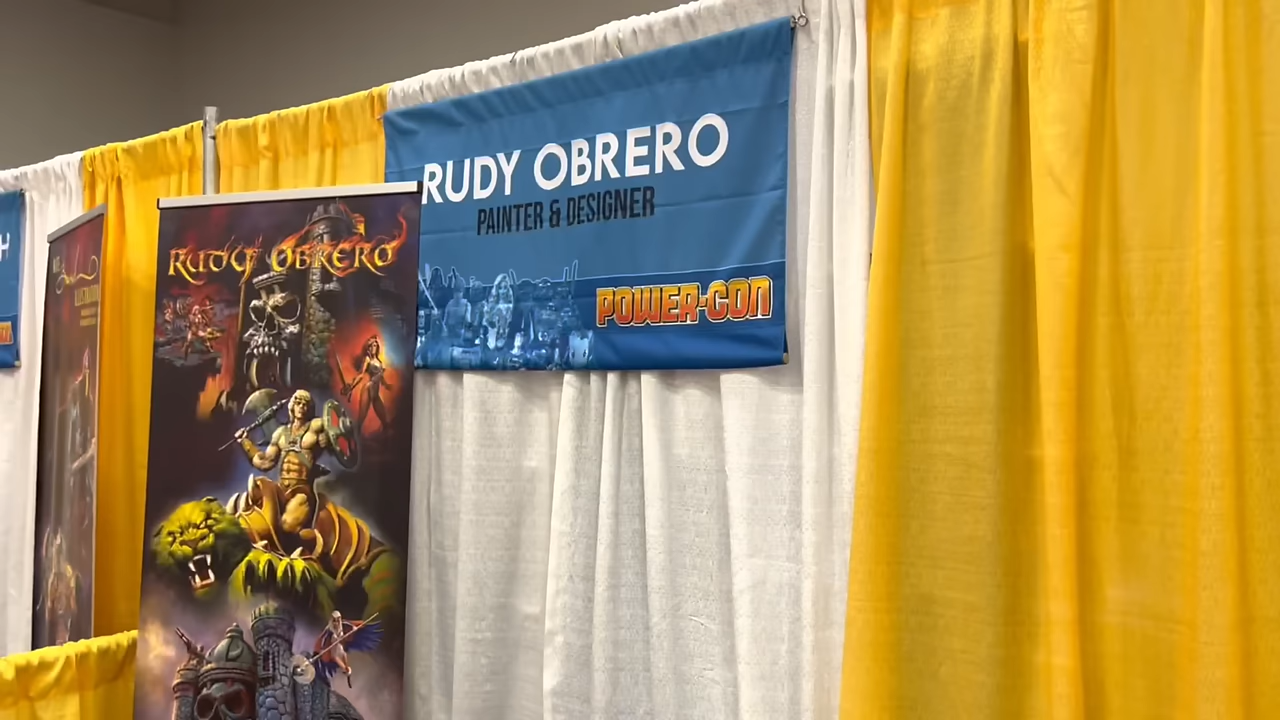 RUDY OBRERO
PAINTER & DESIGNER
POWER-CON
RUDY OBRERO
H